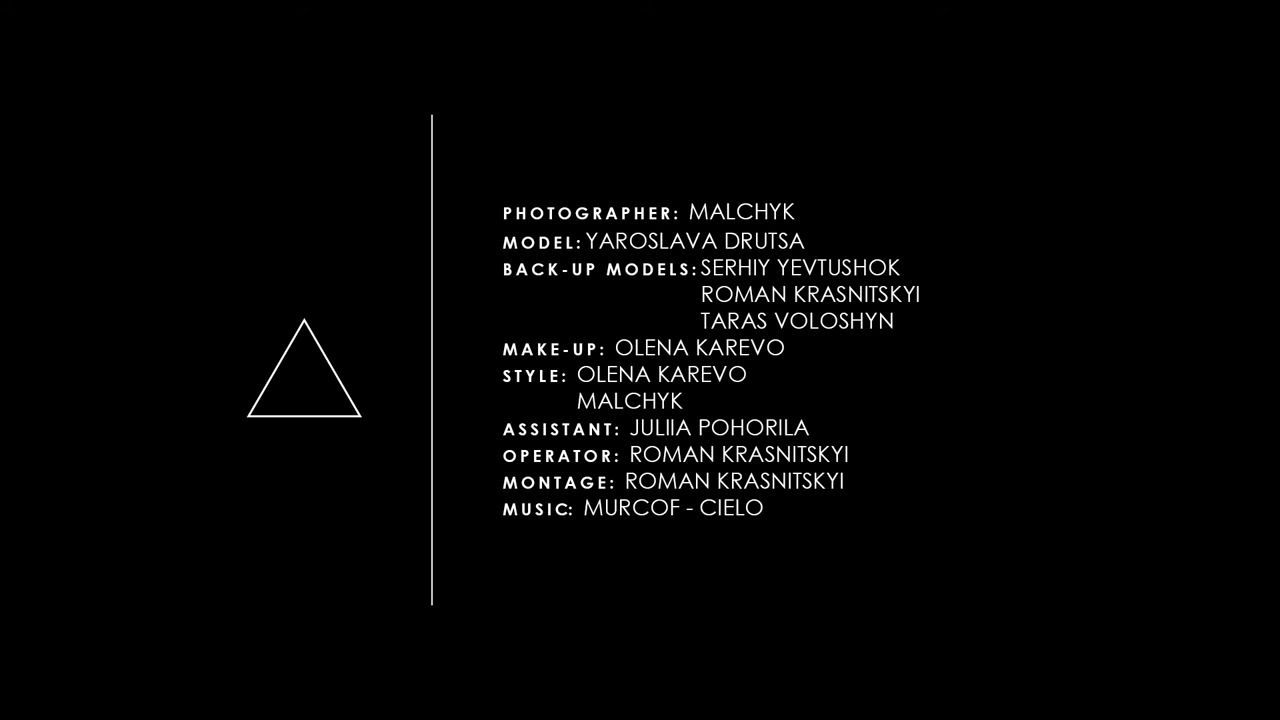 PHOTOGRAPHER: MALCHYK
MODEL: YAROSLAVA DRUTSA
BACK-UP MODELS: SERHIY YEVTUSHOK
ROMAN KRASNITSKYI
TARAS VOLOSHYN
MAKE-UP: OLENA KAREVO
STYLE: OLENA KAREVO
MALCHYK
ASSISTANT: JULIIA POHORILA
OPERATOR: ROMAN KRASNITSKYI
MONTAGE: ROMAN KRASNITSKYI
MUSIC: MURCOF - CIELO